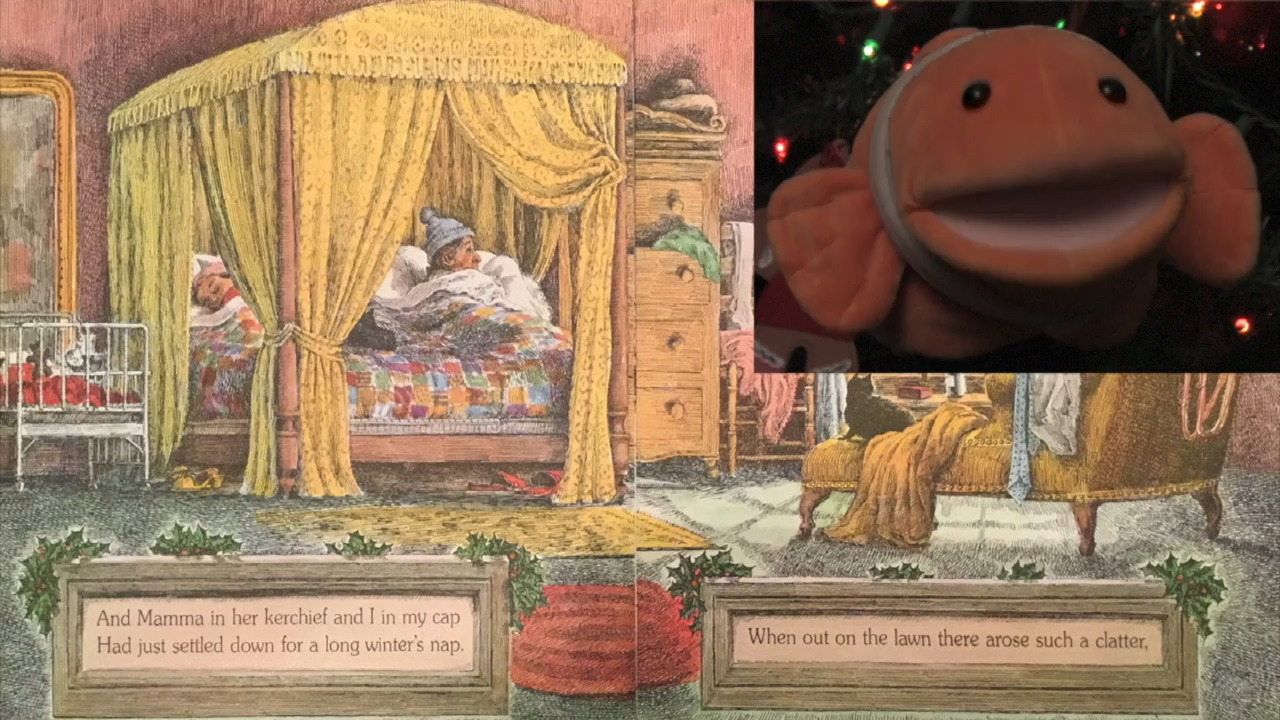 And Mamma in her kerchief and I in my cap
Had just settled down for a long winter's nap.
When out on the lawn there arose such a clatter,